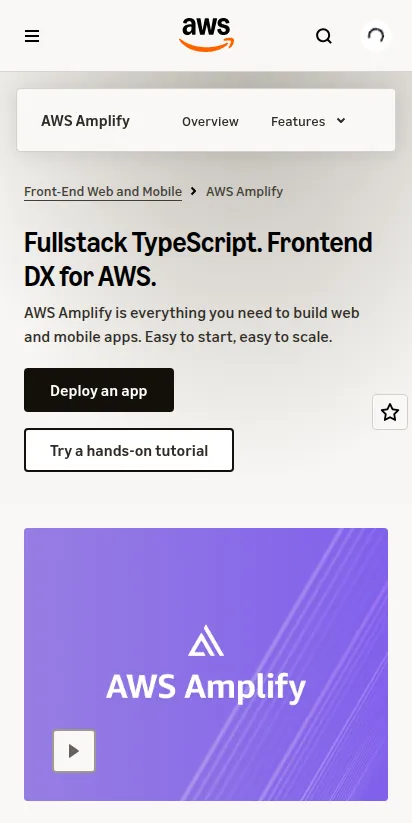 aws
AWS Amplify
Overview
Features
Front-End Web and Mobile
AWS Amplify
Fullstack TypeScript. Frontend
DX for AWS.
AWS Amplify is everything you need to build web
and mobile apps. Easy to start, easy to scale.
Deploy an app
Try a hands-on tutorial
AWS Amplify